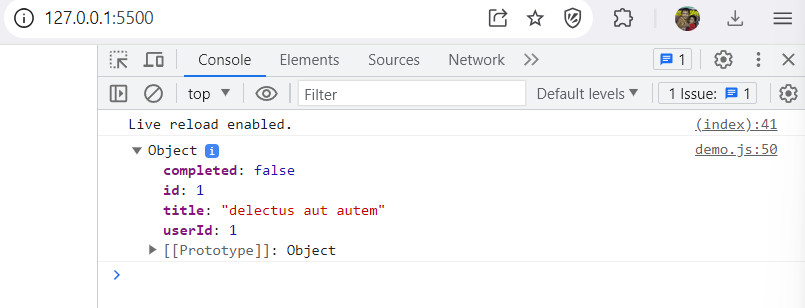 127.0.0.1:5500
Console Elements Sources Network 1
top Filter Default levels 1 Issue: 1
Live reload enabled. (index):41
Object i demo.js:50
completed: false
id: 1
title: "delectus aut autem"
userId: 1
[[Prototype]]: Object